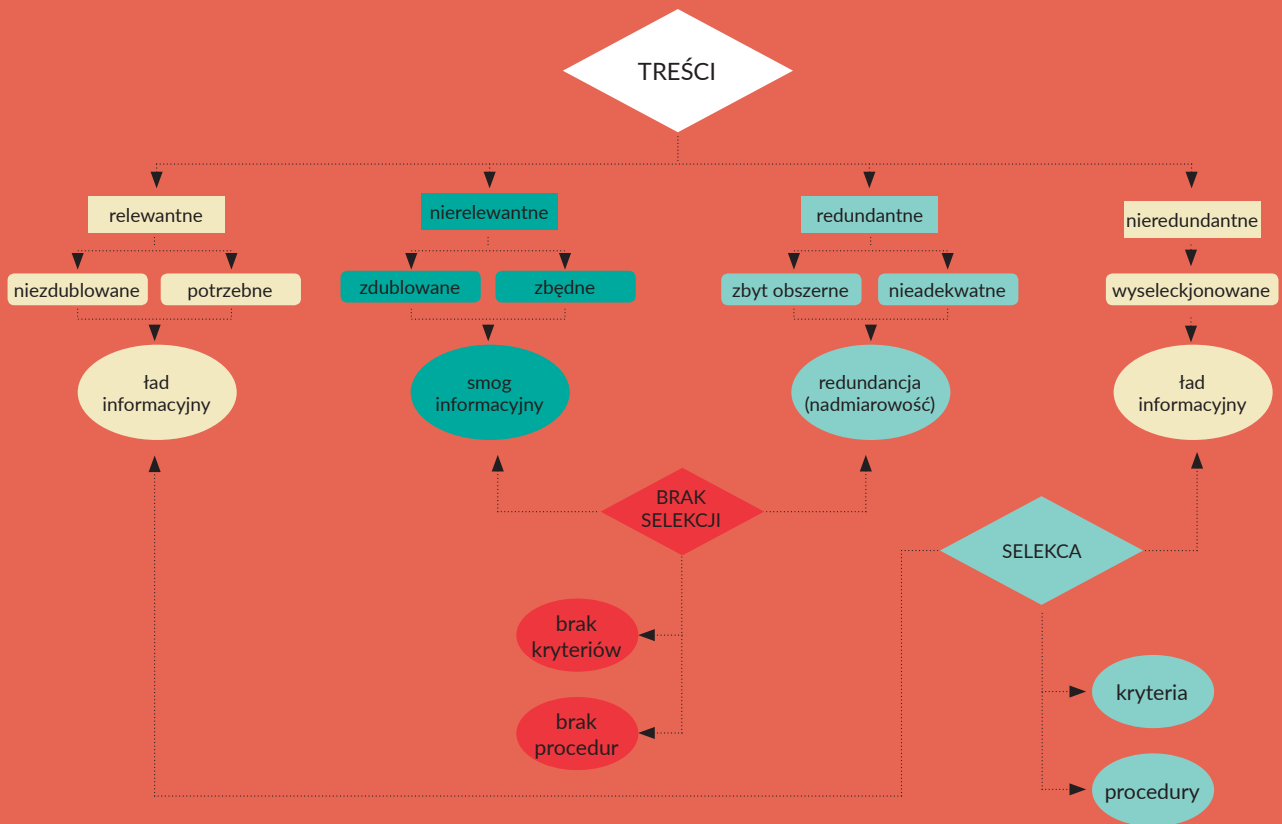 TREŚCI
relewantne
nierelewantne
redundantne
nieredundantne
niezdublowane
potrzebne
zdublowane
zbędne
zbyt obszerne
nieadekwatne
wyseleckjonowane
ład
informacyjny
smog
informacyjny
redundancja
(nadmiarowość)
ład
informacyjny
BRAK
SELEKCJI
SELEKCA
brak
kryteriów
brak
procedur
kryteria
procedury